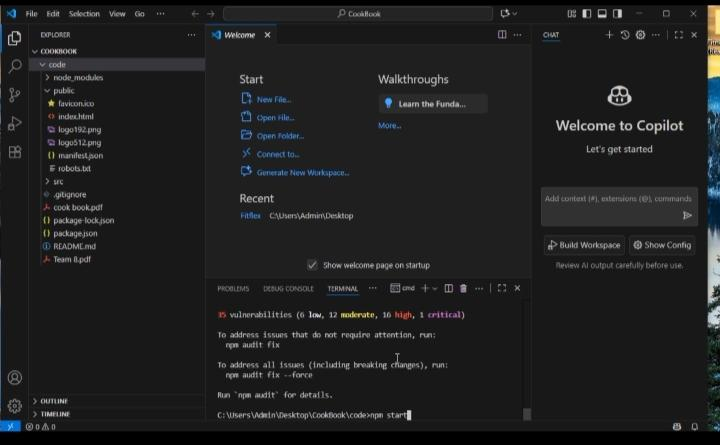 File Edit Selection View Go ... CookBook
EXPLORER
COOKBOOK
code
node_modules
public
favicon.ico
index.html
logo192.png
logo512.png
manifest.json
robots.txt
src
.gitignore
cook book.pdf
package-lock.json
package.json
README.md
Team 8.pdf
OUTLINE
TIMELINE
Welcome
Start
New File...
Open File...
Open Folder...
Connect to...
Generate New Workspace...
Recent
Fitflex C:\Users\Admin\Desktop
Walkthroughs
Learn the Funda...
More...
Show welcome page on startup
PROBLEMS DEBUG CONSOLE TERMINAL ... cmd
35 vulnerabilities (6 low, 12 moderate, 16 high, 1 critical)
To address issues that do not require attention, run:
npm audit fix
To address all issues (including breaking changes), run:
npm audit fix --force
Run `npm audit` for details.
C:\Users\Admin\Desktop\CookBook\code>npm start
CHAT
Welcome to Copilot
Let's get started
Add context (#), extensions (@), commands
Build Workspace Show Config
Review AI output carefully before use.
0 0